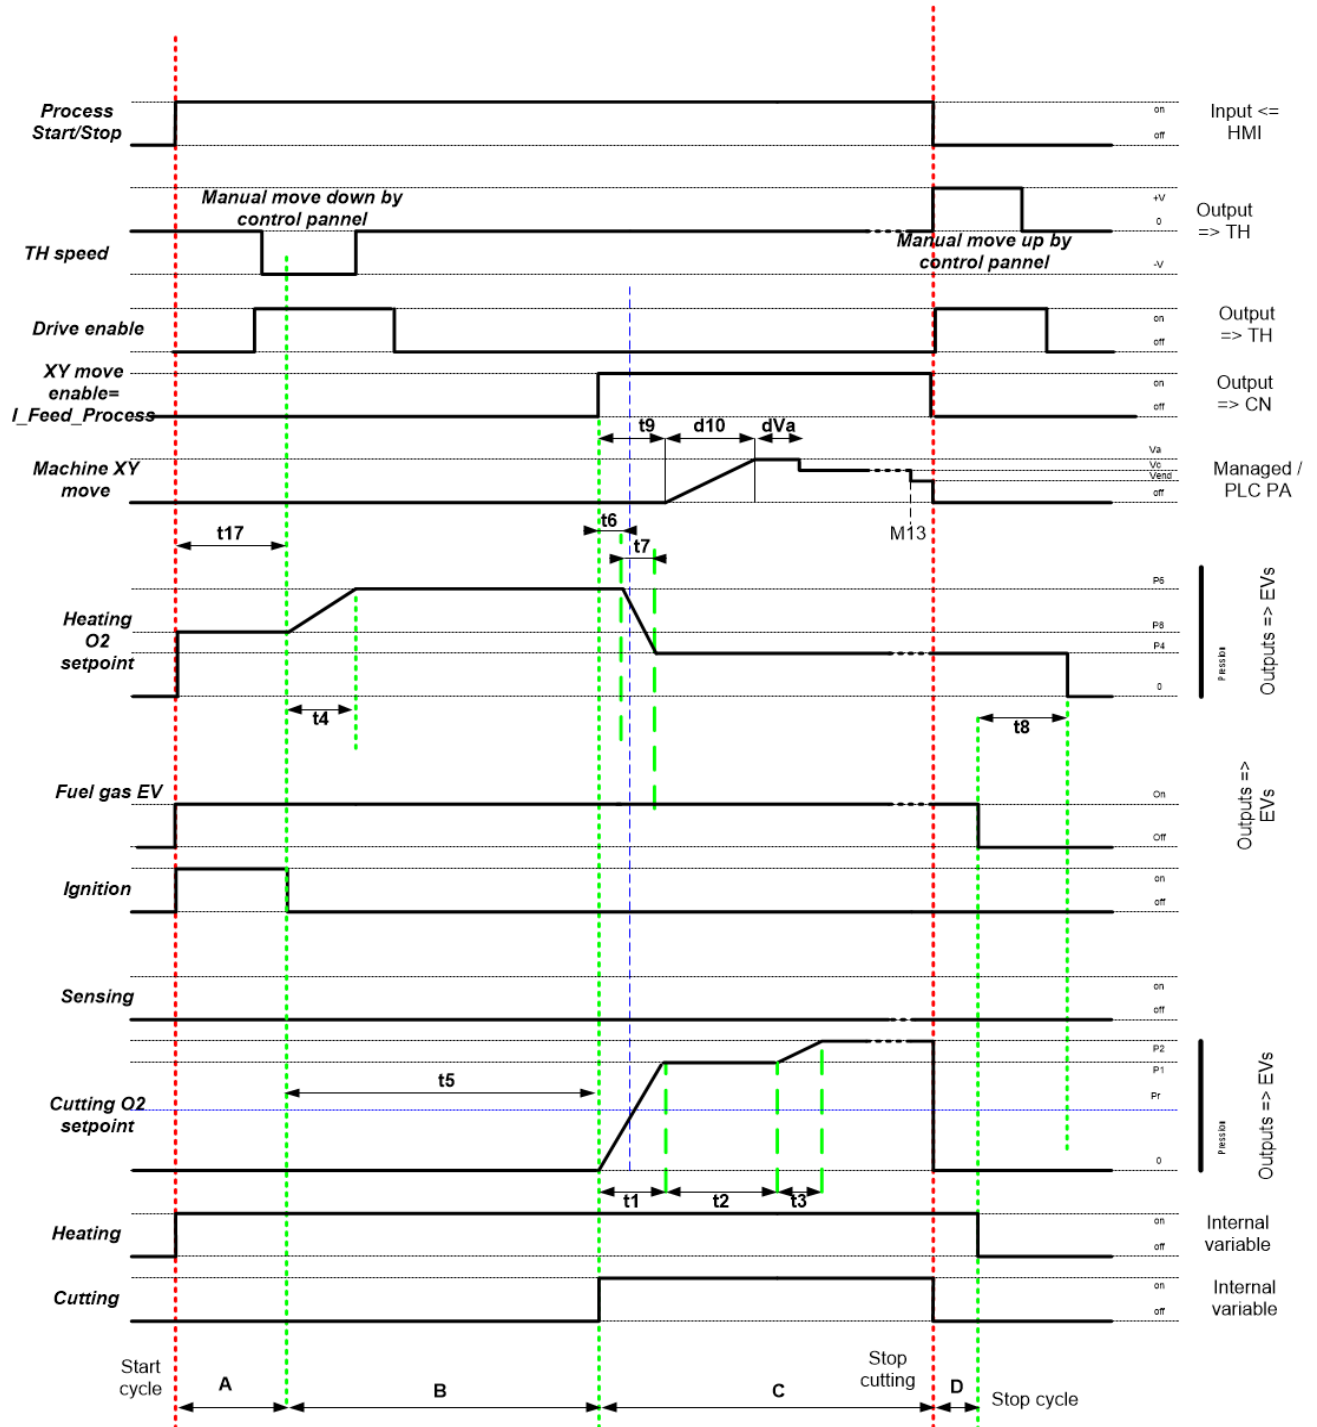 Process
Start/Stop
on
off
Input <=
HMI
Manual move down by
control pannel
TH speed
+V
0
-V
Output
=> TH
Manual move up by
control pannel
Drive enable
on
off
Output
=> TH
XY move
enable=
I_Feed_Process
on
off
Output
=> CN
t9
d10
dVa
Machine XY
move
Va
Vc
Vend
off
Managed /
PLC PA
M13
t17
t6
t7
Heating
O2
setpoint
P6
P8
P4
0
Pression
Outputs => EVs
t4
t8
Fuel gas EV
On
Off
Outputs =>
EVs
Ignition
on
off
Sensing
on
off
t5
Cutting O2
setpoint
P2
P1
Pr
0
Pression
Outputs => EVs
t1
t2
t3
Heating
on
off
Internal
variable
Cutting
on
off
Internal
variable
Start
cycle
A
B
C
Stop
cutting
D
Stop cycle